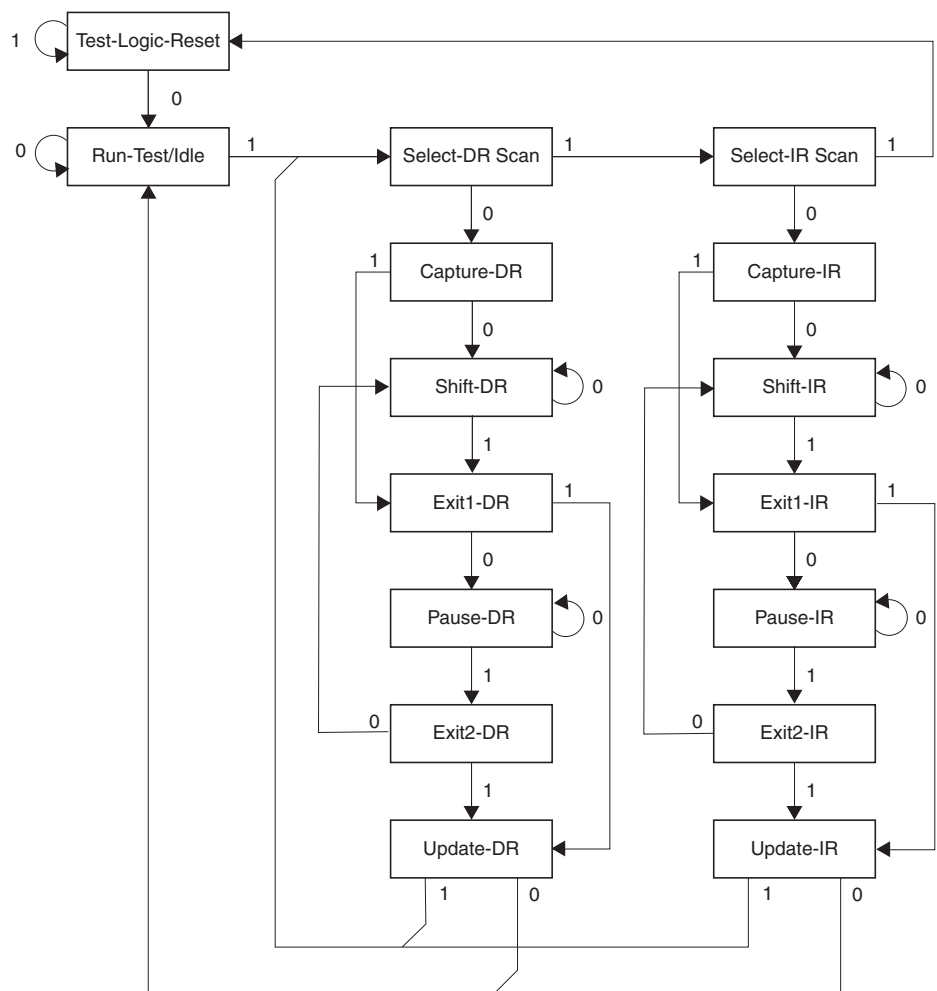 Test-Logic-Reset
1
0
Run-Test/Idle
0
1
Select-DR Scan
1
Select-IR Scan
1
0
0
1
Capture-DR
1
Capture-IR
0
0
Shift-DR
0
Shift-IR
0
1
1
Exit1-DR
1
Exit1-IR
1
0
0
Pause-DR
0
Pause-IR
0
1
1
0
Exit2-DR
0
Exit2-IR
1
1
Update-DR
Update-IR
1
0
1
0